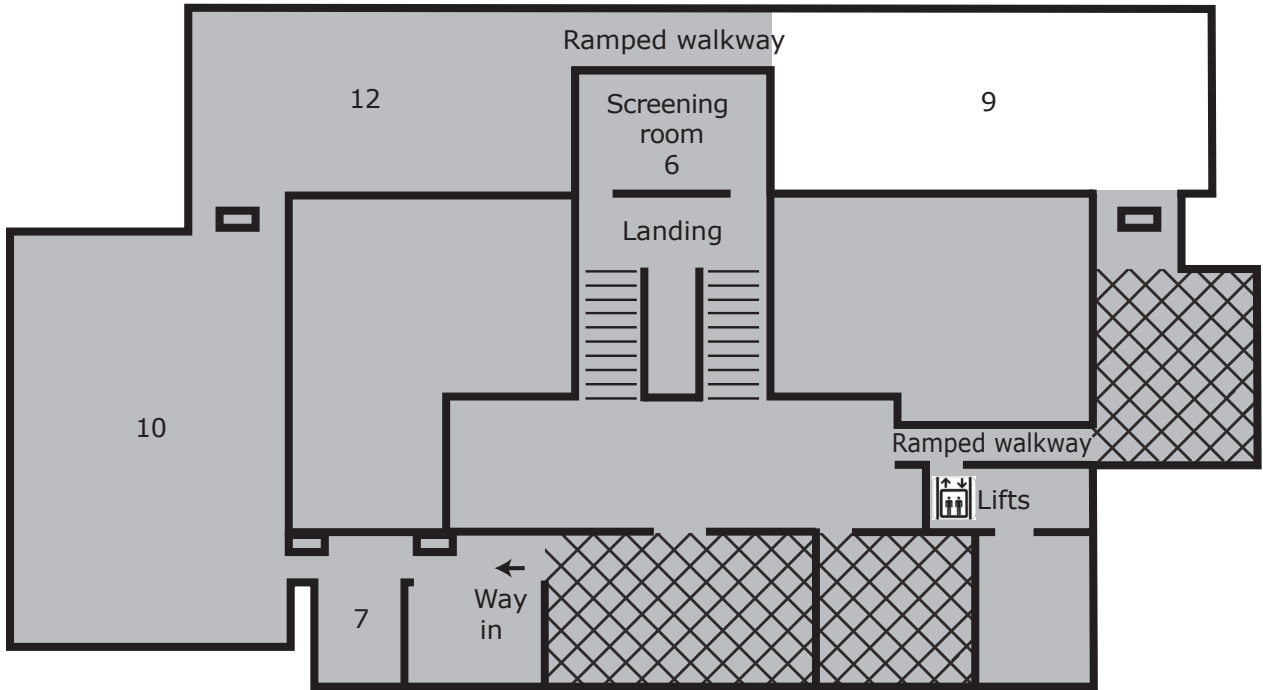 Ramped walkway
12
Screening
room
6
9
Landing
10
Ramped walkway
Lifts
Way
in
7